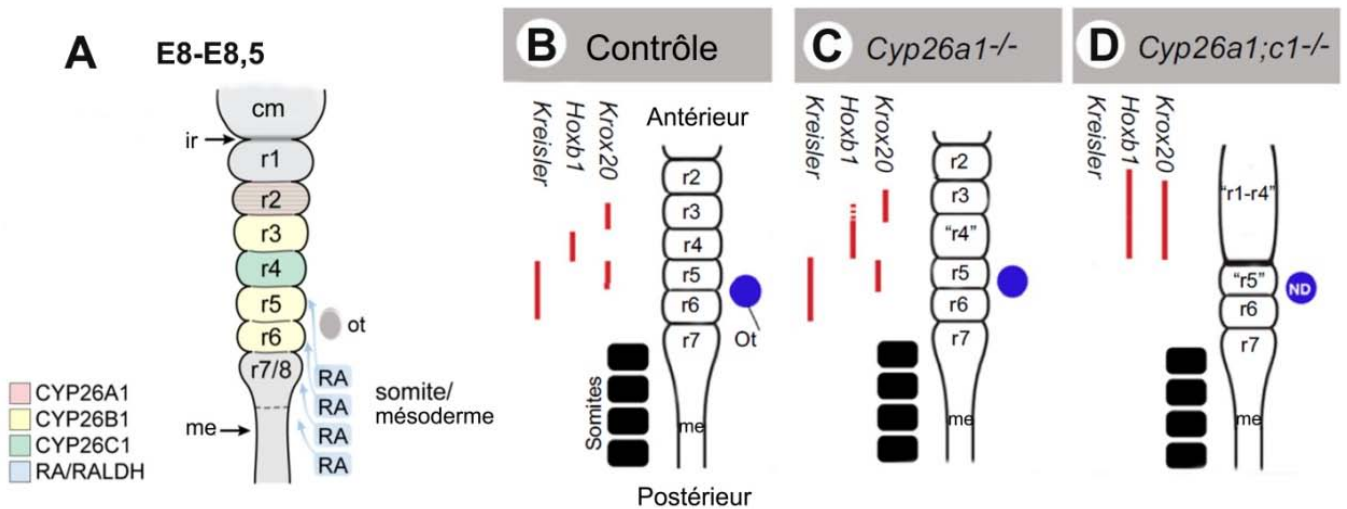 A
E8-E8,5
cm
ir
r1
r2
r3
r4
r5
r6
r7/8
ot
RA
RA
RA
RA
somite/
mésoderme
me
CYP26A1
CYP26B1
CYP26C1
RA/RALDH
B Contrôle
Kreisler
Hoxb1
Krox20
Antérieur
r2
r3
r4
r5
r6
r7
Ot
Somites
me
Postérieur
C Cyp26a1-/-
Kreisler
Hoxb1
Krox20
r2
r3
“r4”
r5
r6
r7
me
D Cyp26a1;c1-/-
Kreisler
Hoxb1
Krox20
“r1-r4”
“r5”
ND
r6
r7
me